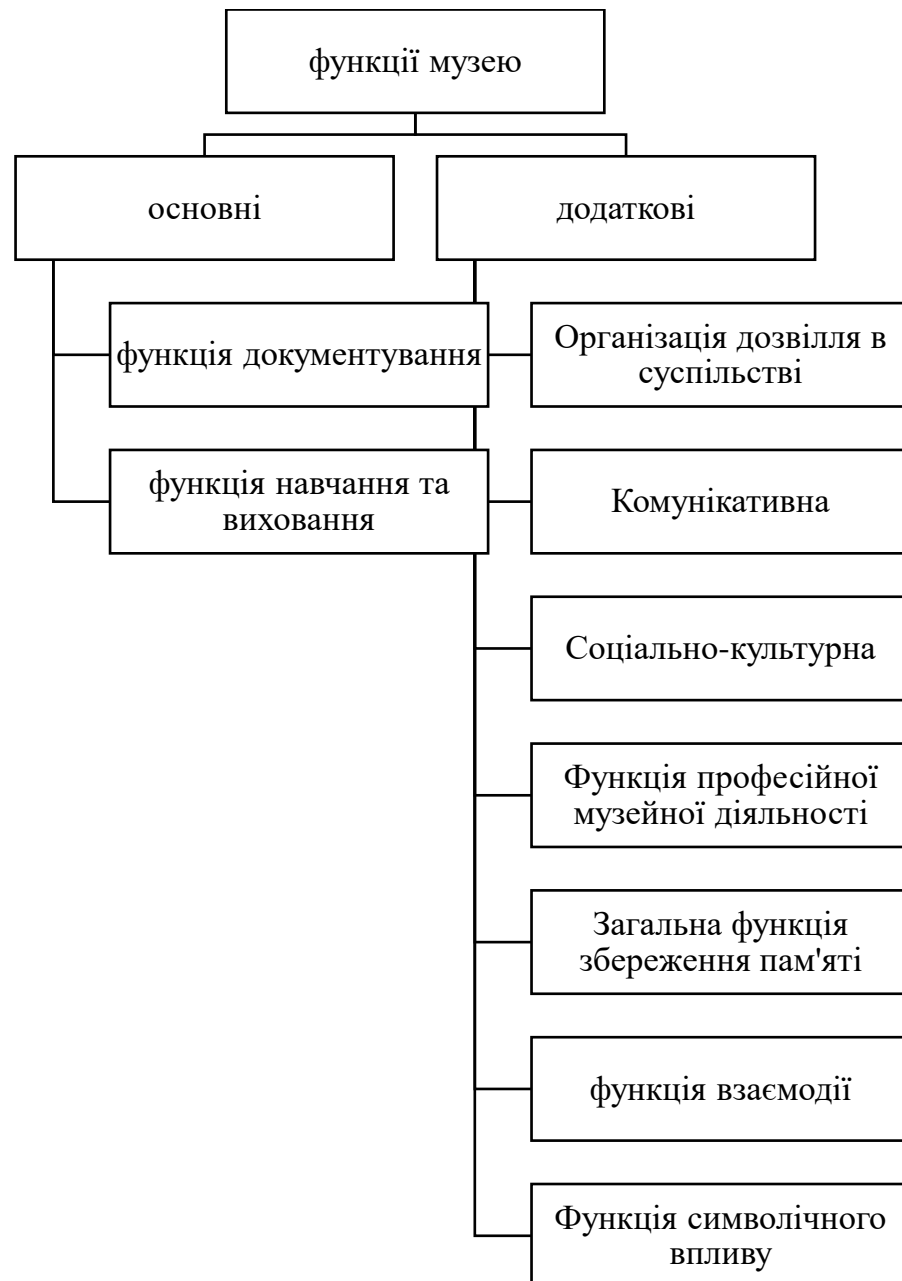 функції музею
основні
додаткові
функція документування
функція навчання та
виховання
Організація дозвілля в
суспільстві
Комунікативна
Соціально-культурна
Функція професійної
музейної діяльності
Загальна функція
збереження пам'яті
функція взаємодії
Функція символічного
впливу